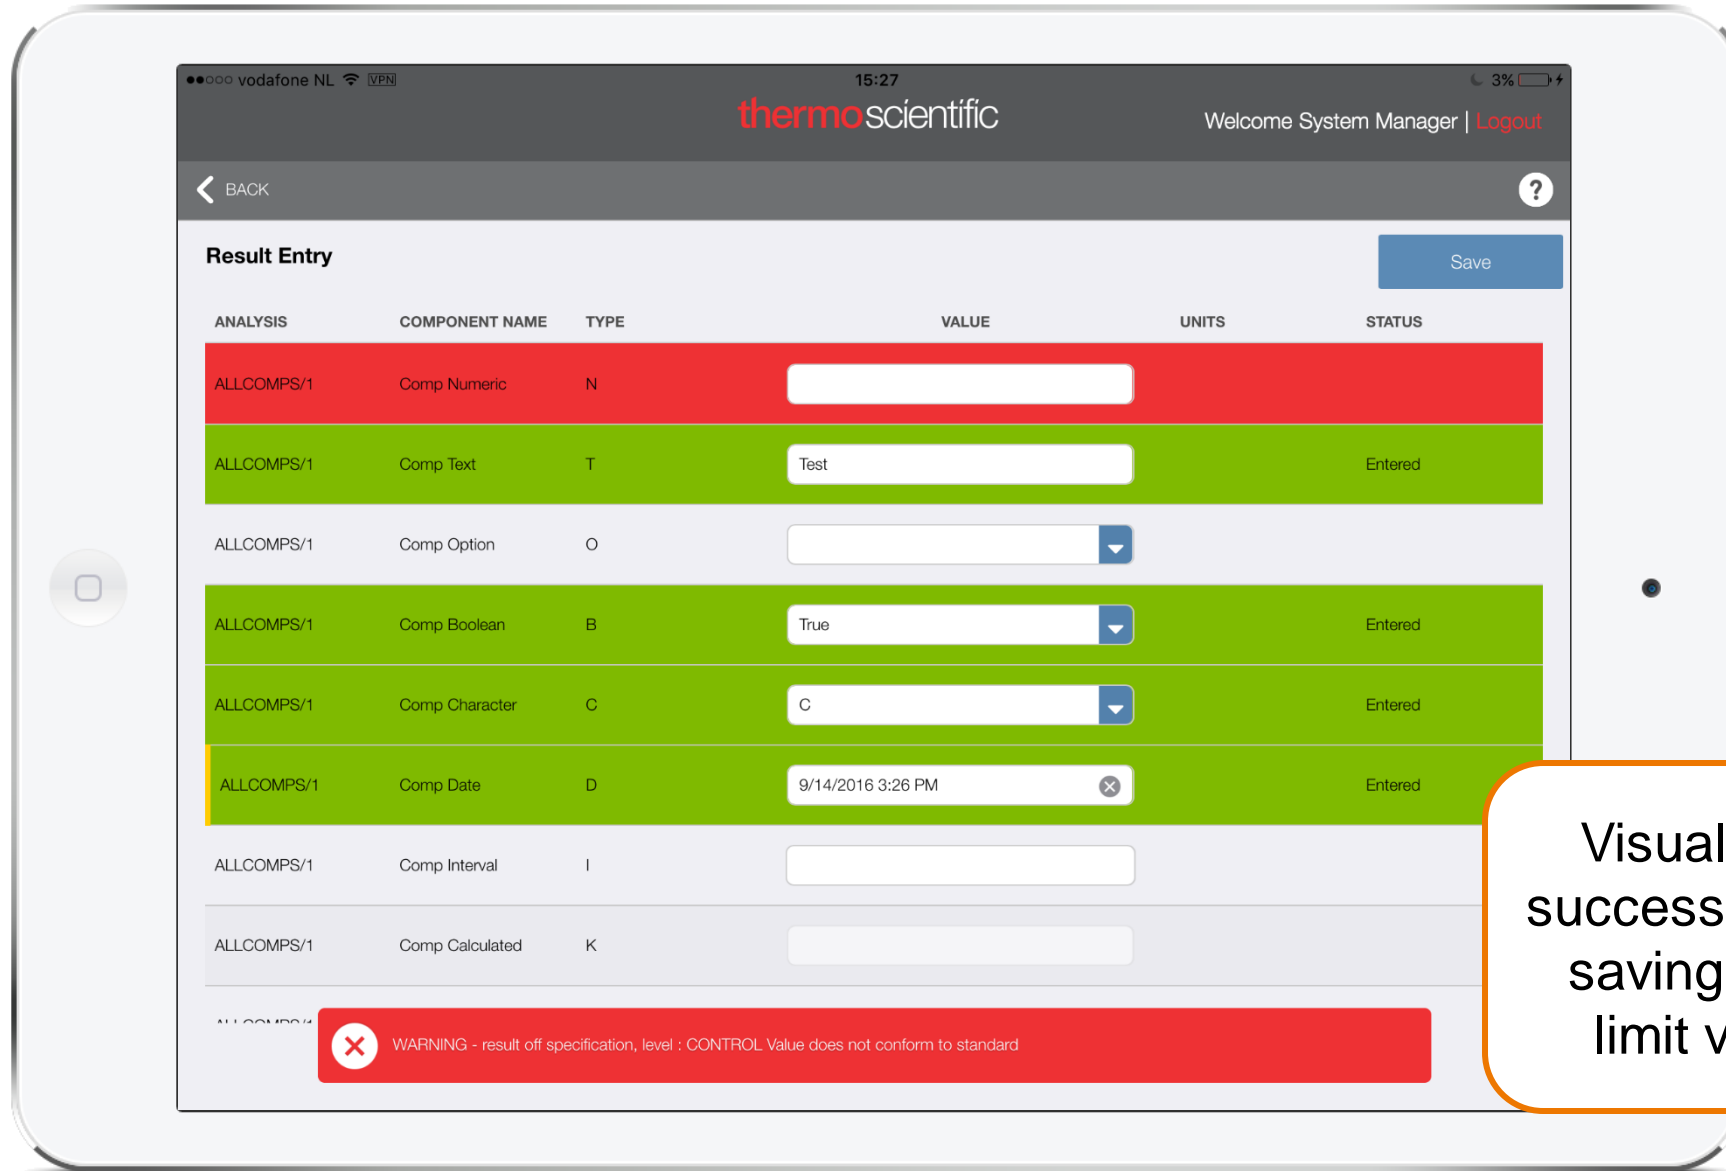 vodafone NL VPN 15:27 3%
thermoscientific
Welcome System Manager | Logout
BACK ?
Result Entry Save
ANALYSIS COMPONENT NAME TYPE VALUE UNITS STATUS
ALLCOMPS/1 Comp Numeric N
ALLCOMPS/1 Comp Text T Test Entered
ALLCOMPS/1 Comp Option O
ALLCOMPS/1 Comp Boolean B True Entered
ALLCOMPS/1 Comp Character C C Entered
ALLCOMPS/1 Comp Date D 9/14/2016 3:26 PM Entered
ALLCOMPS/1 Comp Interval I
ALLCOMPS/1 Comp Calculated K
WARNING - result off specification, level : CONTROL Value does not conform to standard
Visual
success
saving
limit